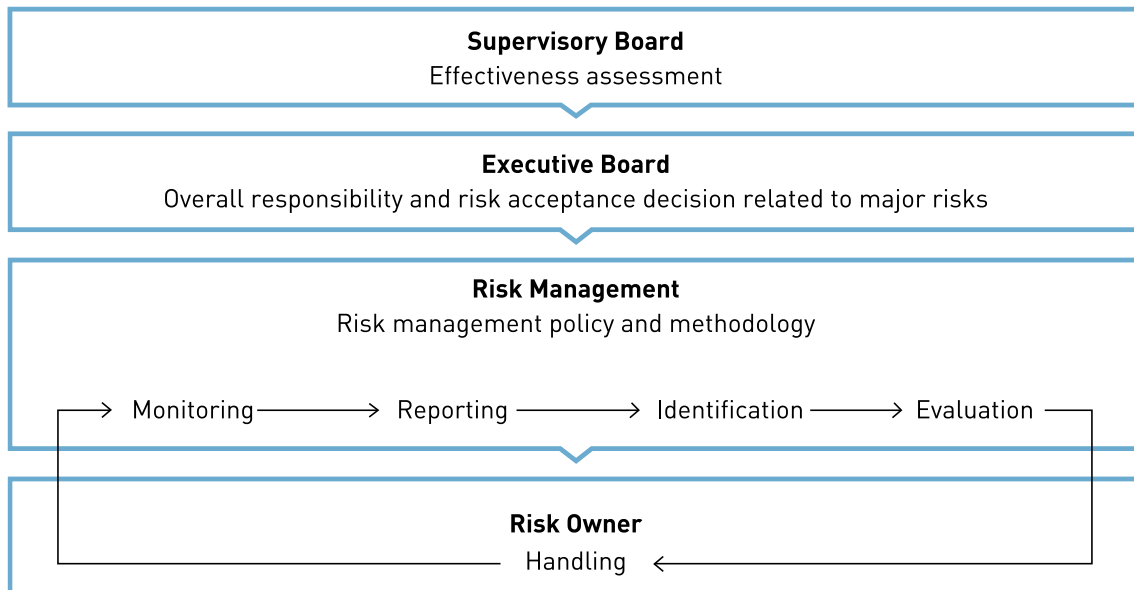 Supervisory Board
Effectiveness assessment
Executive Board
Overall responsibility and risk acceptance decision related to major risks
Risk Management
Risk management policy and methodology
Monitoring Reporting Identification Evaluation
Risk Owner
Handling